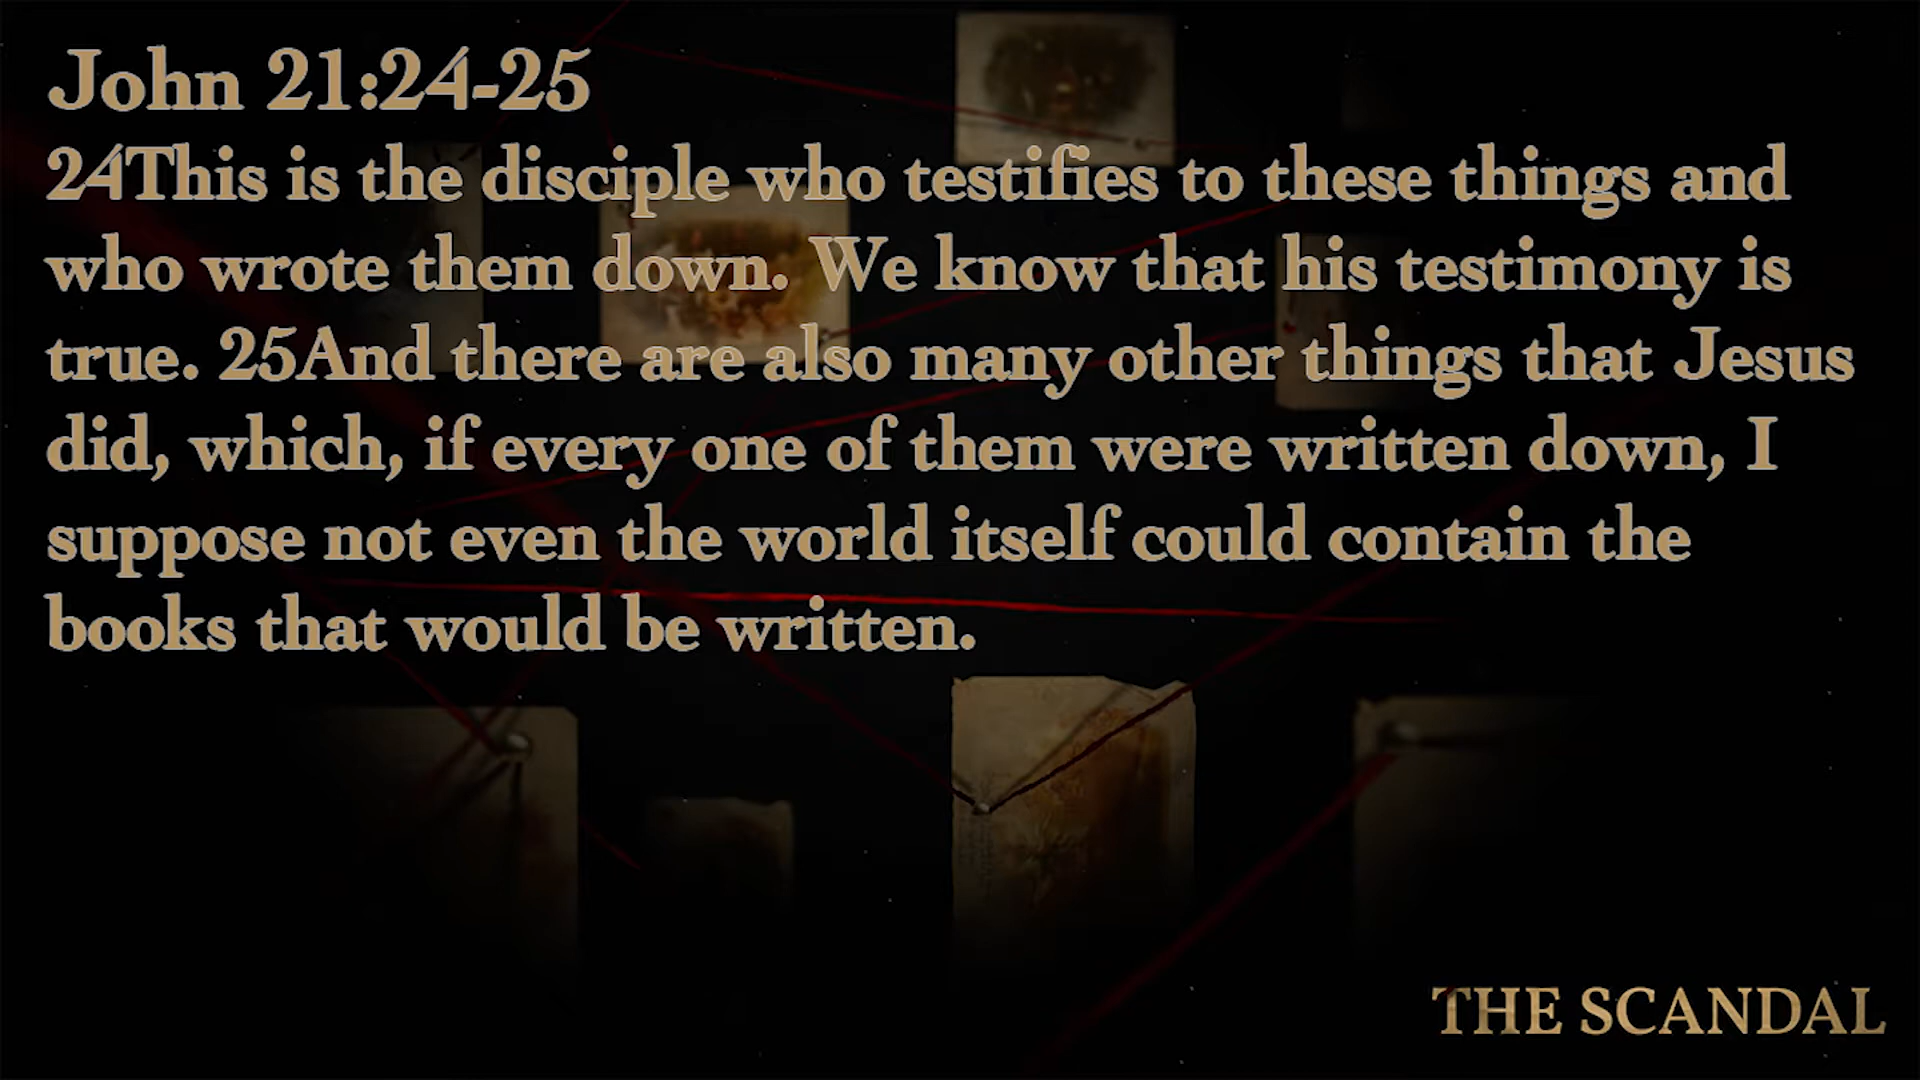 John 21:24-25
24This is the disciple who testifies to these things and
who wrote them down. We know that his testimony is
true. 25And there are also many other things that Jesus
did, which, if every one of them were written down, I
suppose not even the world itself could contain the
books that would be written.
THE SCANDAL